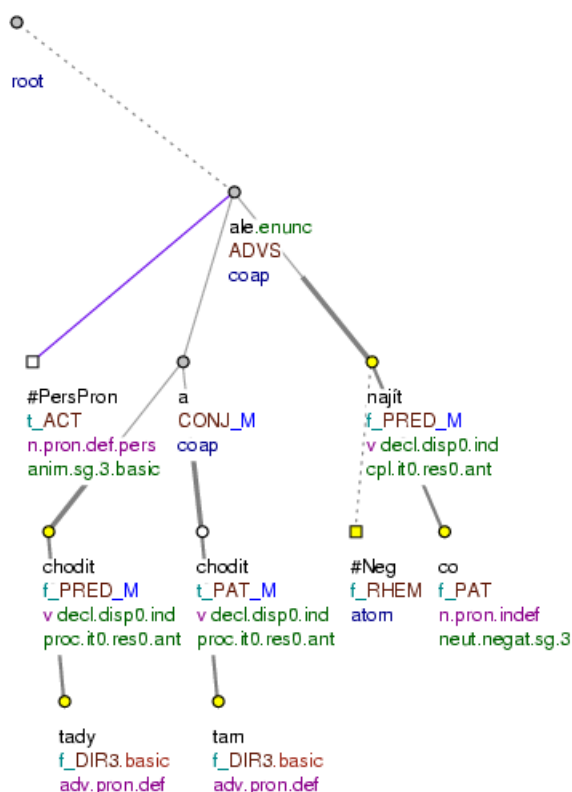 root
ale.enunc
ADVS
coap
#PersPron
t_ACT
n.pron.def.pers
anim.sg.3.basic
a
CONJ_M
coap
najít
f_PRED_M
v decl.disp0.ind
cpl.it0.res0.ant
chodit
f_PRED_M
v decl.disp0.ind
proc.it0.res0.ant
chodit
t_PAT_M
v decl.disp0.ind
proc.it0.res0.ant
#Neg
f_RHEM
atom
co
f_PAT
n.pron.indef
neut.negat.sg.3
tady
f_DIR3.basic
adv.pron.def
tam
f_DIR3.basic
adv.pron.def